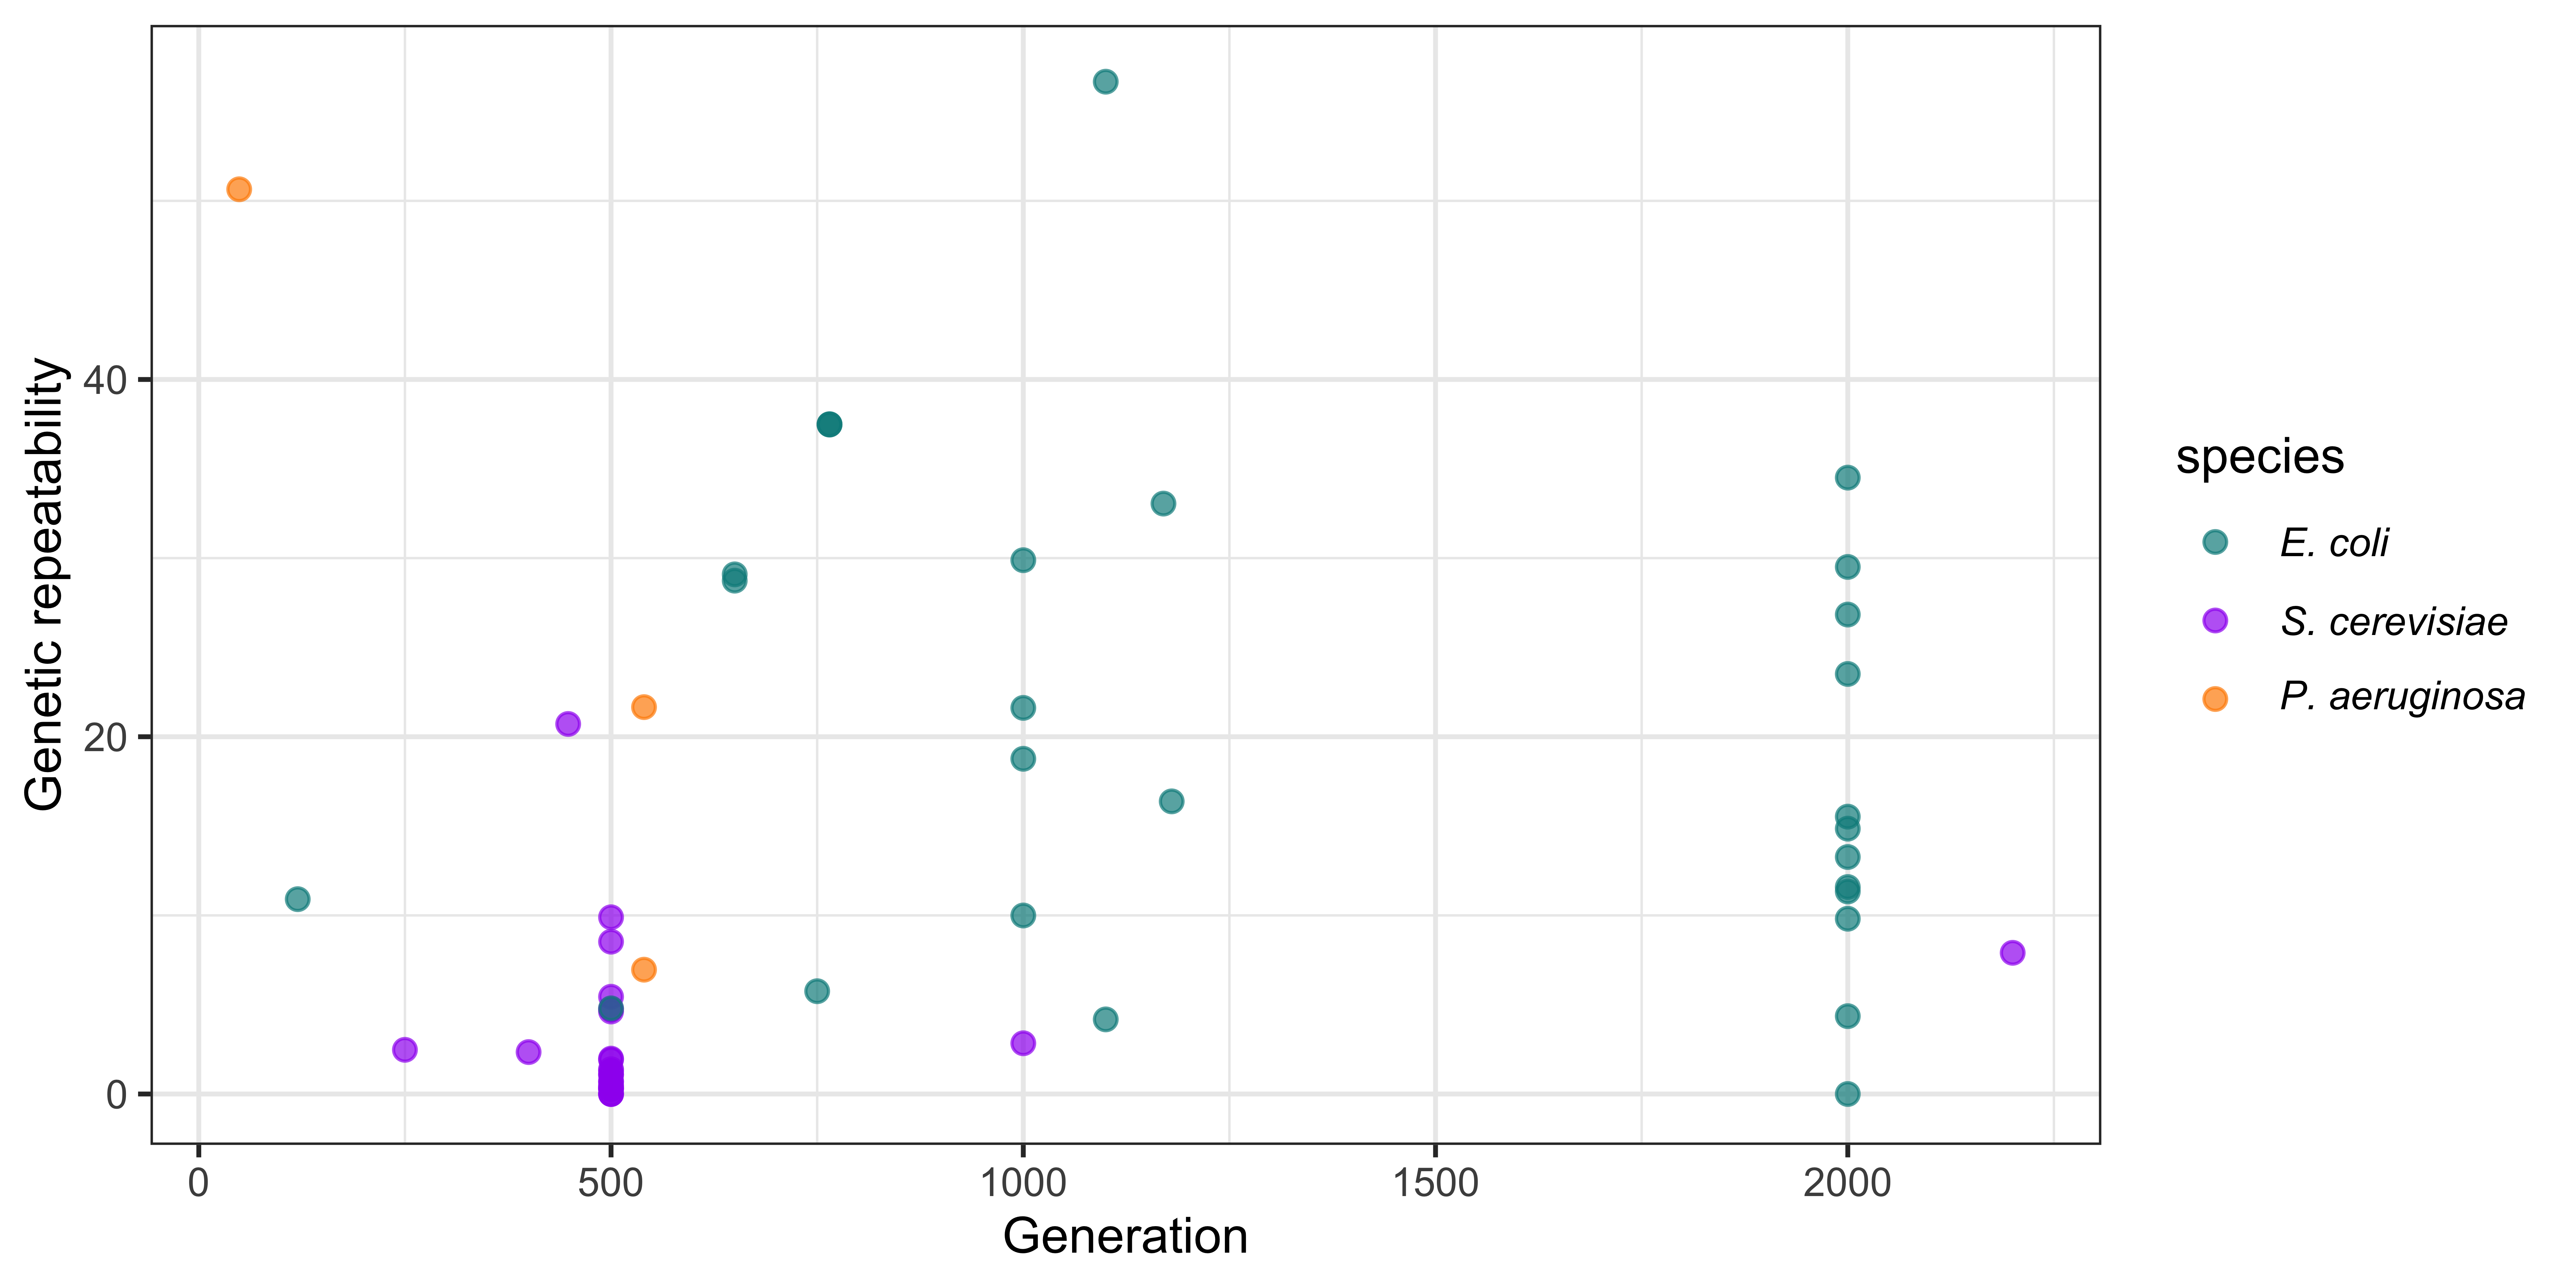 Genetic repeatability
40
20
0
0 500 1000 1500 2000
Generation
species
E. coli
S. cerevisiae
P. aeruginosa